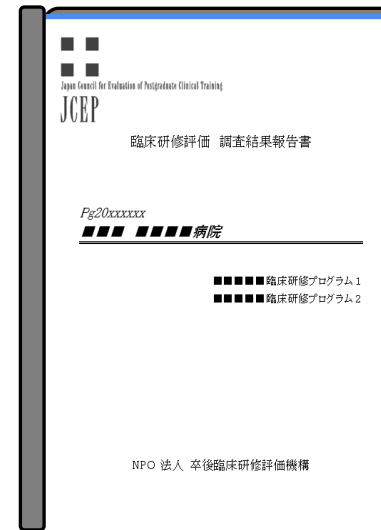 Japan Council for Evaluation of Postgraduate Clinical Training
JCEP
臨床研修評価 調査結果報告書
Pg20xxxxxx
■■■ ■■■■病院
■■■■■臨床研修プログラム1
■■■■■臨床研修プログラム2
NPO 法人 卒後臨床研修評価機構